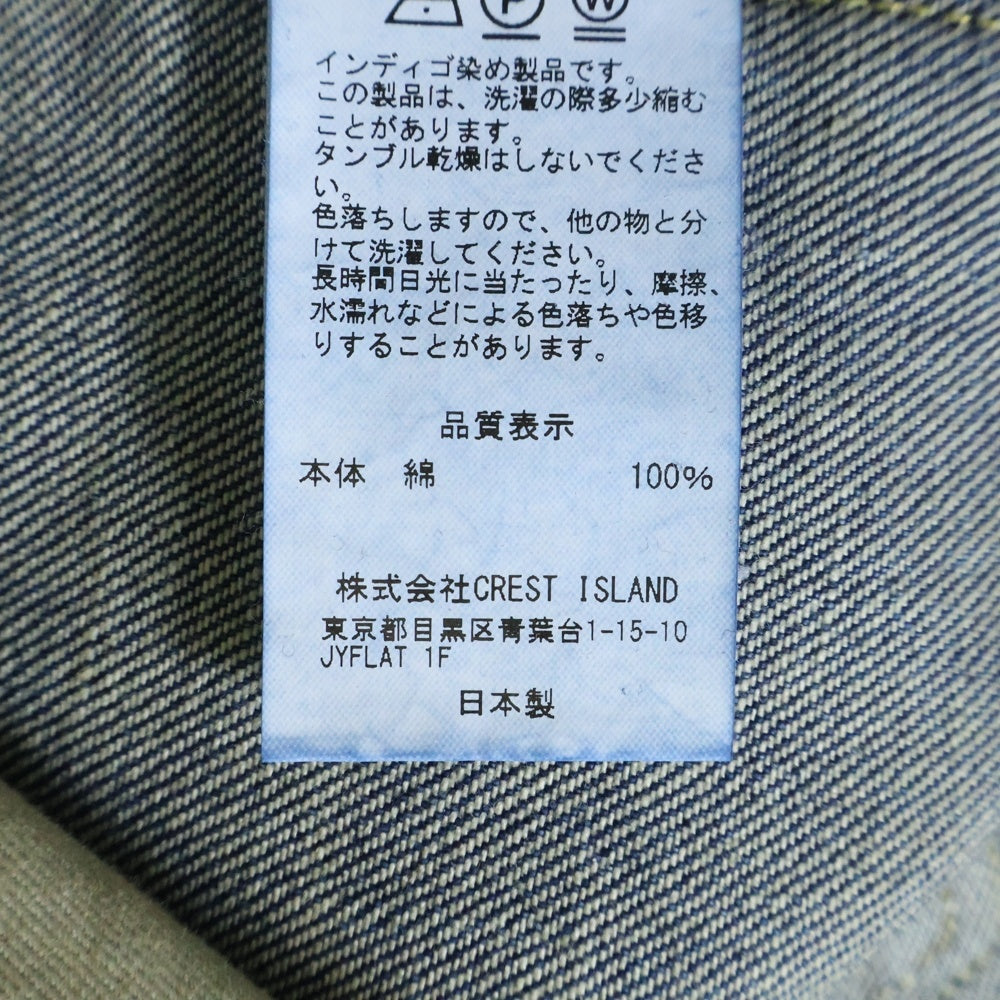 P W
インディゴ染め製品です。
この製品は、洗濯の際多少縮む
ことがあります。
タンブル乾燥はしないでくださ
い。
色落ちしますので、他の物と分
けて洗濯してください。
長時間日光に当たったり、摩擦、
水濡れなどによる色落ちや色移
りすることがあります。
品質表示
本体 綿 100%
株式会社CREST ISLAND
東京都目黒区青葉台1-15-10
JYFLAT 1F
日本製